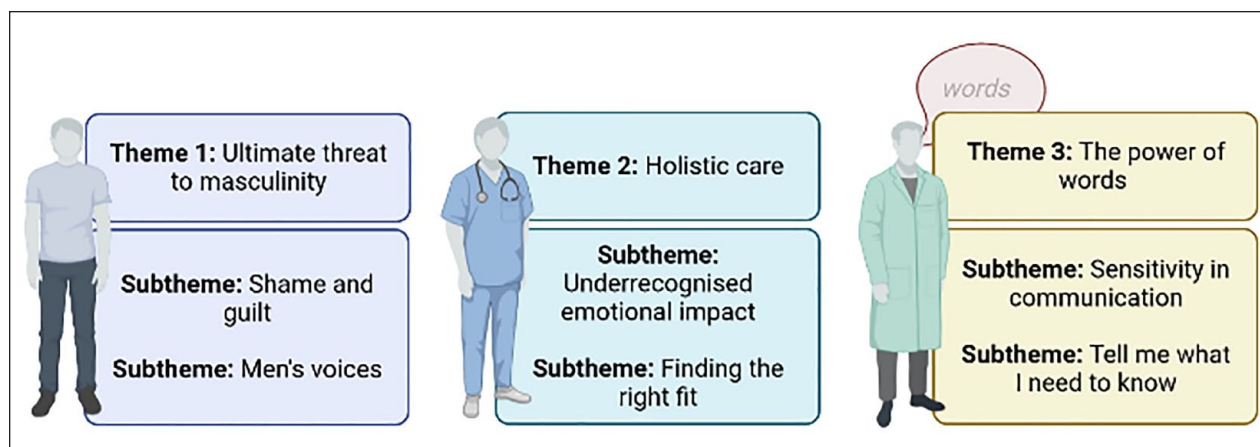 words
Theme 1: Ultimate threat
to masculinity
Subtheme: Shame and
guilt
Subtheme: Men's voices
Theme 2: Holistic care
Subtheme:
Underrecognised
emotional impact
Subtheme: Finding the
right fit
Theme 3: The power of
words
Subtheme: Sensitivity in
communication
Subtheme: Tell me what
I need to know